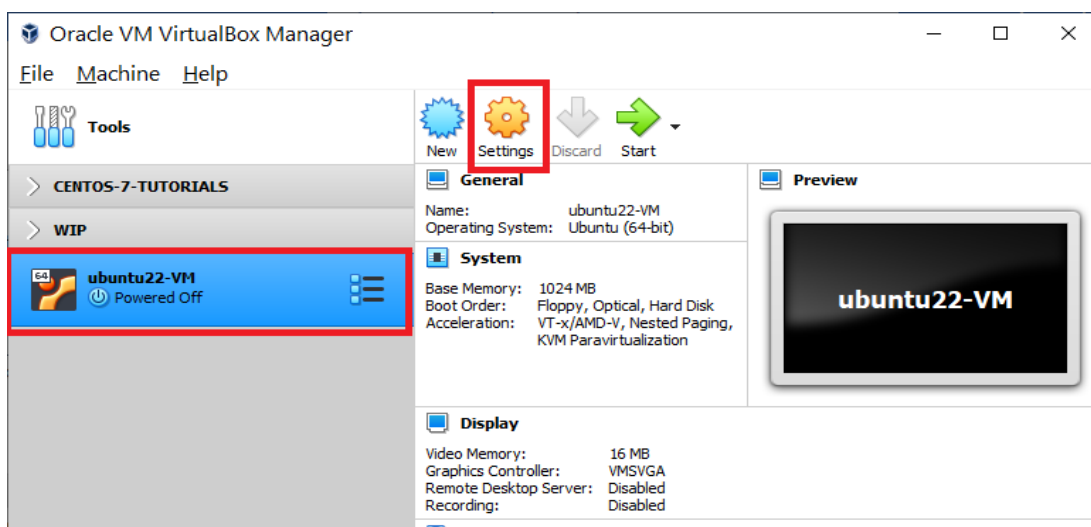 Oracle VM VirtualBox Manager
File Machine Help
Tools
New Settings Discard Start
CENTOS-7-TUTORIALS
WIP
64
ubuntu22-VM
Powered Off
General
Name: ubuntu22-VM
Operating System: Ubuntu (64-bit)
System
Base Memory: 1024 MB
Boot Order: Floppy, Optical, Hard Disk
Acceleration: VT-x/AMD-V, Nested Paging,
KVM Paravirtualization
Preview
ubuntu22-VM
Display
Video Memory: 16 MB
Graphics Controller: VMSVGA
Remote Desktop Server: Disabled
Recording: Disabled